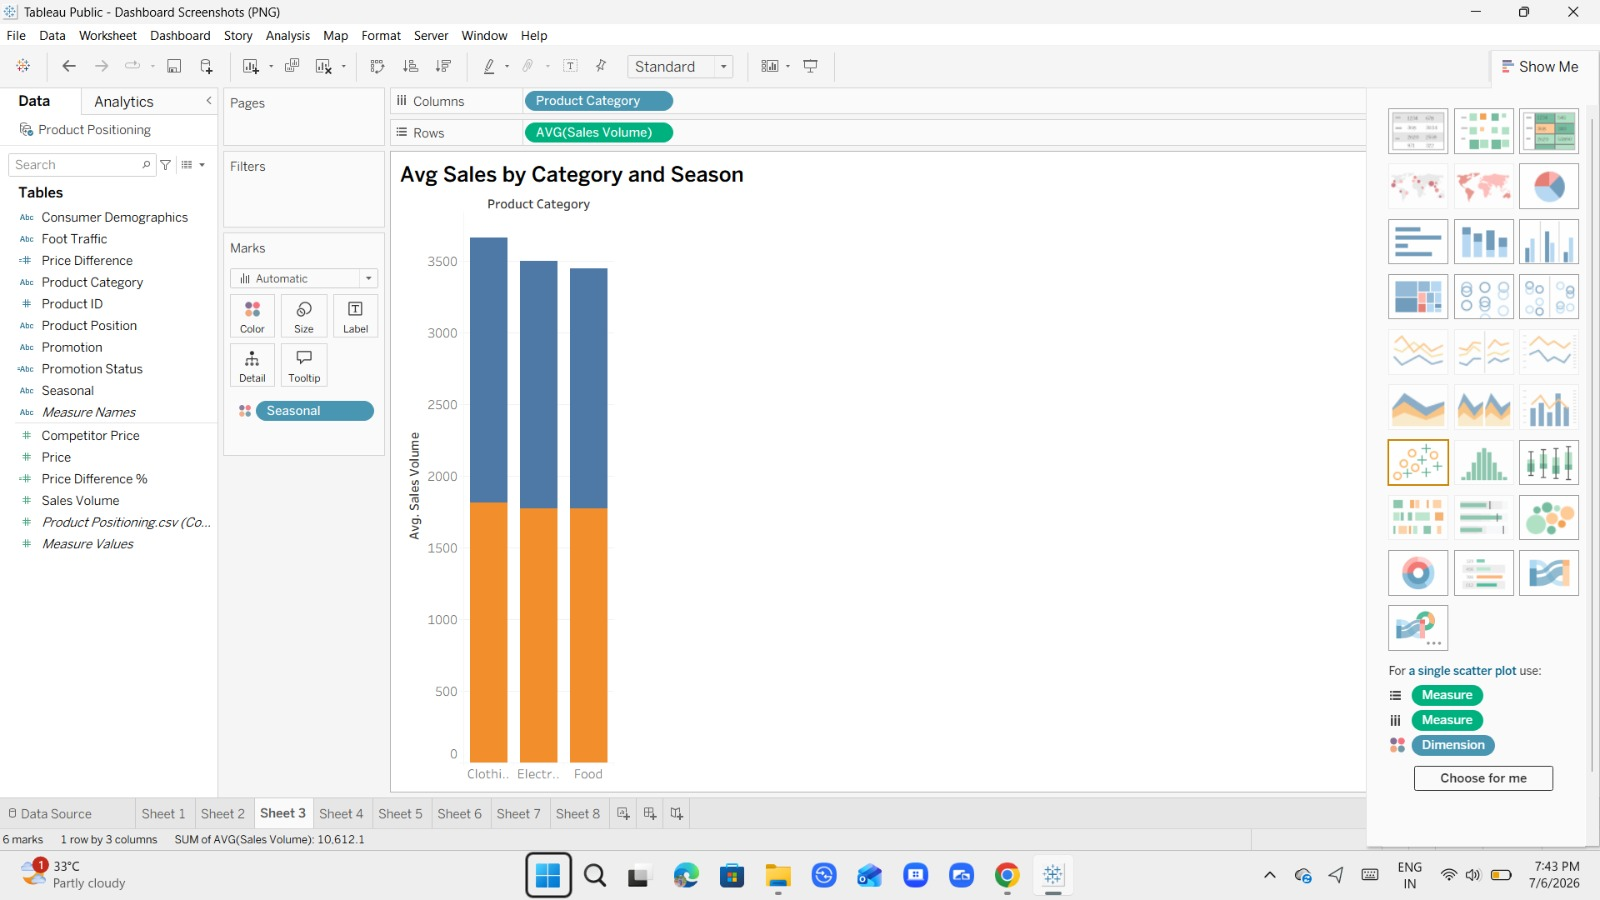 Tableau Public - Dashboard Screenshots (PNG)
File Data Worksheet Dashboard Story Analysis Map Format Server Window Help
Standard
Show Me
Data Analytics
Product Positioning
Search
Tables
Consumer Demographics
Foot Traffic
Price Difference
Product Category
Product ID
Product Position
Promotion
Promotion Status
Seasonal
Measure Names
Competitor Price
Price
Price Difference %
Sales Volume
Product Positioning.csv (Co...
Measure Values
Pages
Filters
Marks
Automatic
Color Size Label
Detail Tooltip
Seasonal
Columns Product Category
Rows AVG(Sales Volume)
Avg Sales by Category and Season
Product Category
Avg. Sales Volume
3500
3000
2500
2000
1500
1000
500
0
Clothi.. Electr.. Food
For a single scatter plot use:
Measure
Measure
Dimension
Choose for me
Data Source Sheet 1 Sheet 2 Sheet 3 Sheet 4 Sheet 5 Sheet 6 Sheet 7 Sheet 8
6 marks 1 row by 3 columns SUM of AVG(Sales Volume): 10,612.1
1
33°C
Partly cloudy
ENG
IN
7:43 PM
7/6/2026